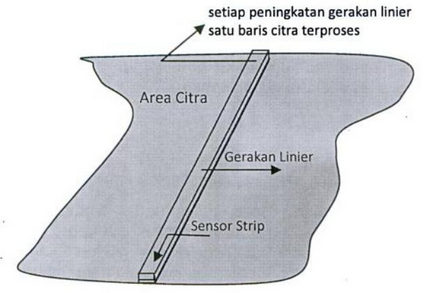 setiap peningkatan gerakan linier
satu baris citra terproses
Area Citra
Gerakan Linier
Sensor Strip